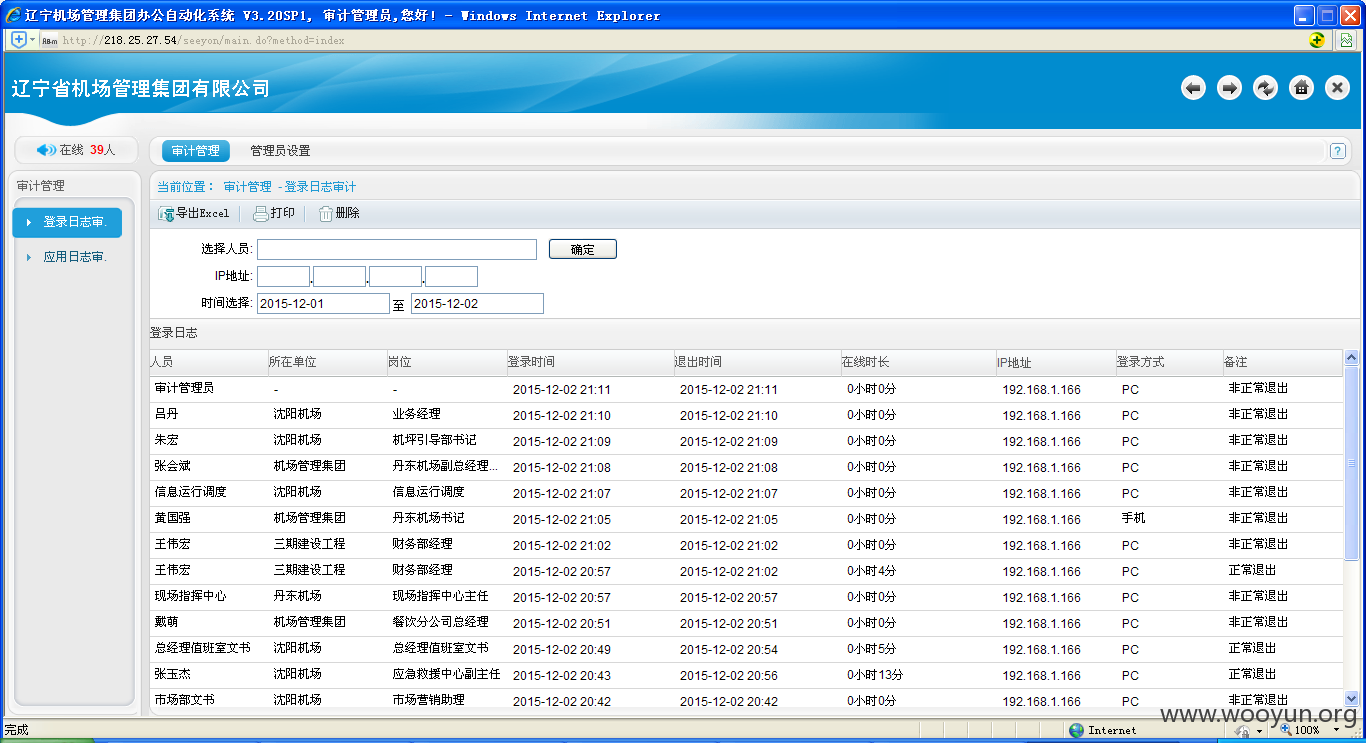 辽宁机场管理集团办公自动化系统 V3.20SP1, 审计管理员,您好! - Windows Internet Explorer
http://218.25.27.54/seeyon/main.do?method=index
辽宁省机场管理集团有限公司
在线 39人
审计管理 管理员设置 ?
审计管理
当前位置: 审计管理 - 登录日志审计
登录日志审.
应用日志审.
导出Excel 打印 删除
选择人员: 确定
IP地址: . . .
时间选择: 2015-12-01 至 2015-12-02
登录日志
人员 所在单位 岗位 登录时间 退出时间 在线时长 IP地址 登录方式 备注
审计管理员 - - 2015-12-02 21:11 2015-12-02 21:11 0小时0分 192.168.1.166 PC 非正常退出
吕丹 沈阳机场 业务经理 2015-12-02 21:10 2015-12-02 21:10 0小时0分 192.168.1.166 PC 非正常退出
朱宏 沈阳机场 机坪引导部书记 2015-12-02 21:09 2015-12-02 21:09 0小时0分 192.168.1.166 PC 非正常退出
张会斌 机场管理集团 丹东机场副总经理... 2015-12-02 21:08 2015-12-02 21:08 0小时0分 192.168.1.166 PC 非正常退出
信息运行调度 沈阳机场 信息运行调度 2015-12-02 21:07 2015-12-02 21:07 0小时0分 192.168.1.166 PC 非正常退出
黄国强 机场管理集团 丹东机场书记 2015-12-02 21:05 2015-12-02 21:05 0小时0分 192.168.1.166 手机 非正常退出
王伟宏 三期建设工程 财务部经理 2015-12-02 21:02 2015-12-02 21:02 0小时0分 192.168.1.166 PC 非正常退出
王伟宏 三期建设工程 财务部经理 2015-12-02 20:57 2015-12-02 21:02 0小时4分 192.168.1.166 PC 正常退出
现场指挥中心 丹东机场 现场指挥中心主任 2015-12-02 20:57 2015-12-02 20:57 0小时0分 192.168.1.166 PC 非正常退出
戴萌 机场管理集团 餐饮分公司总经理 2015-12-02 20:51 2015-12-02 20:51 0小时0分 192.168.1.166 PC 非正常退出
总经理值班室文书 沈阳机场 总经理值班室文书 2015-12-02 20:49 2015-12-02 20:54 0小时5分 192.168.1.166 PC 正常退出
张玉杰 沈阳机场 应急救援中心副主任 2015-12-02 20:43 2015-12-02 20:56 0小时13分 192.168.1.166 PC 正常退出
市场部文书 沈阳机场 市场营销助理 2015-12-02 20:42 2015-12-02 20:42 0小时0分 192.168.1.166 PC 非正常退出
www.wooyun.org
完成 Internet 100%